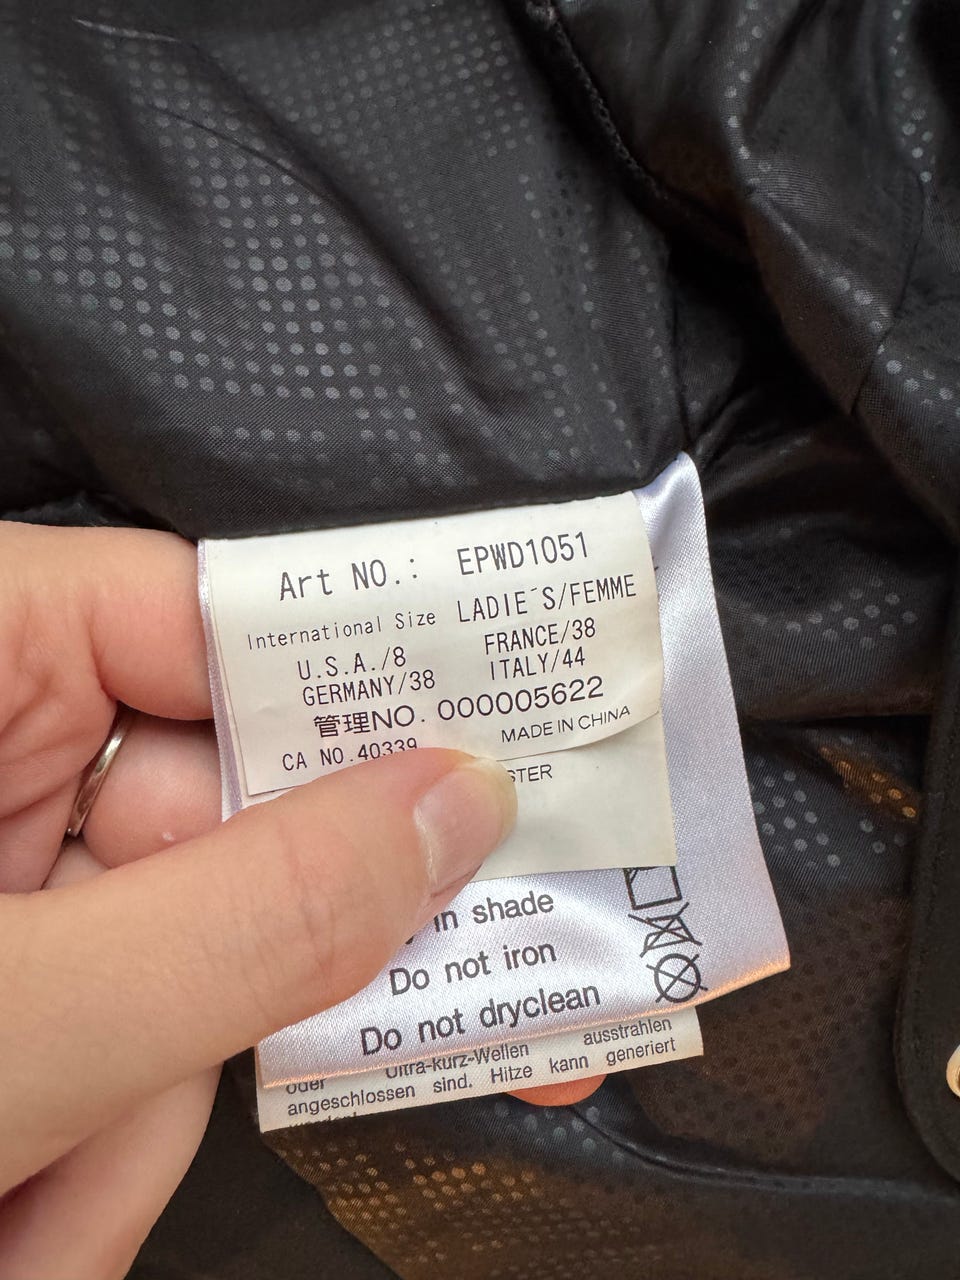 Art NO.: EPWD1051
International Size LADIE´S/FEMME
U.S.A./8 FRANCE/38
GERMANY/38 ITALY/44
管理NO. 000005622
CA NO.40339 MADE IN CHINA
STER
in shade
Do not iron
Do not dryclean
oder Ultra-kurz-Wellen ausstrahlen
angeschlossen sind. Hitze kann generiert